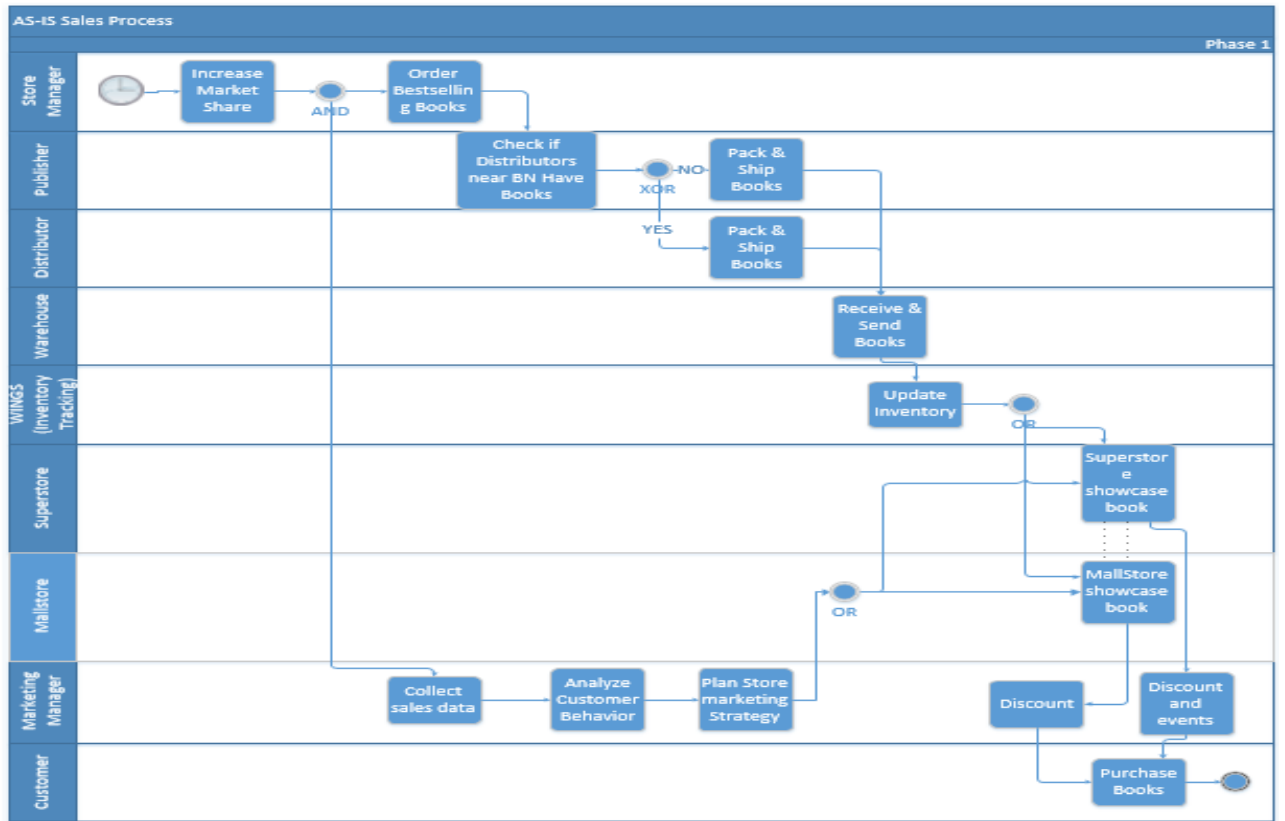 AS-IS Sales Process
Phase 1
Store
Manager
Increase
Market
Share
AND
Order
Bestsellin
g Books
Publisher
Check if
Distributors
near BN Have
Books
XOR
NO
Pack &
Ship
Books
YES
Distributor
Pack &
Ship
Books
Warehouse
Receive &
Send
Books
WINGS
(Inventory
Tracking)
Update
Inventory
OR
Superstore
Superstor
e
showcase
book
Mallstore
MallStore
showcase
book
OR
Marketing
Manager
Collect
sales data
Analyze
Customer
Behavior
Plan Store
marketing
Strategy
Discount
Discount
and
events
Customer
Purchase
Books